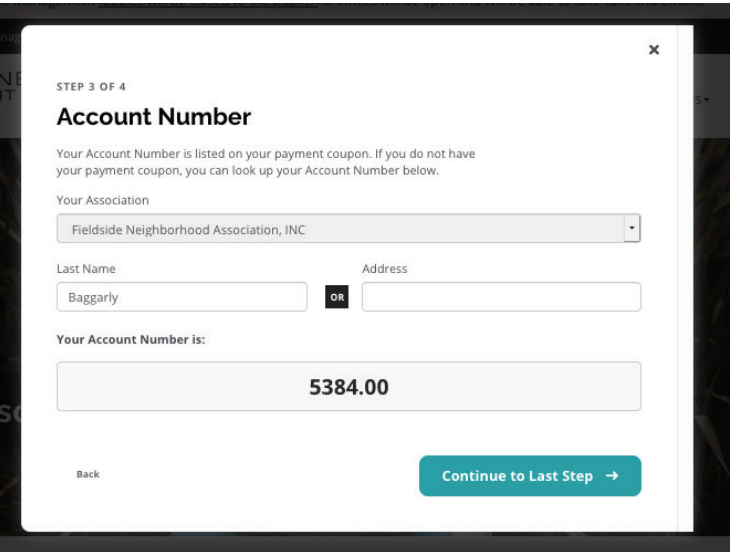 ×
STEP 3 OF 4
Account Number
Your Account Number is listed on your payment coupon. If you do not have
your payment coupon, you can look up your Account Number below.
Your Association
Fieldside Neighborhood Association, INC
Last Name Address
Baggarly OR
Your Account Number is:
5384.00
Back Continue to Last Step →